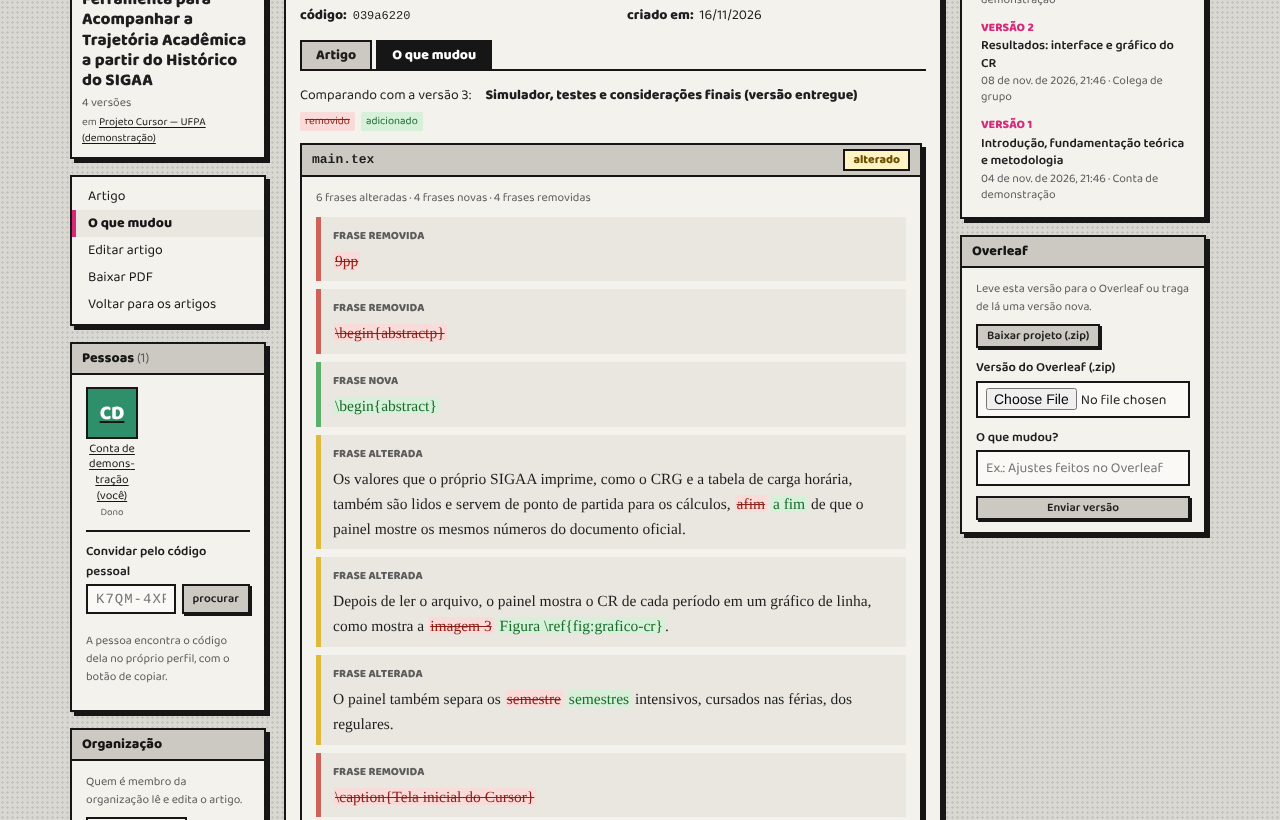 Ferramenta para
Acompanhar a
Trajetória Acadêmica
a partir do Histórico
do SIGAA
4 versões
em Projeto Cursor — UFPA
(demonstração)
Artigo
O que mudou
Editar artigo
Baixar PDF
Voltar para os artigos
Pessoas (1)
CD
Conta de
demons-
tração
(você)
Dono
Convidar pelo código
pessoal
procurar
A pessoa encontra o código
dela no próprio perfil, com o
botão de copiar.
Organização
Quem é membro da
organização lê e edita o artigo.
código: 039a6220
criado em: 16/11/2026
Artigo
O que mudou
Comparando com a versão 3: Simulador, testes e considerações finais (versão entregue)
removido adicionado
main.tex
alterado
6 frases alteradas · 4 frases novas · 4 frases removidas
FRASE REMOVIDA
9pp
FRASE REMOVIDA
\begin{abstractp}
FRASE NOVA
\begin{abstract}
FRASE ALTERADA
Os valores que o próprio SIGAA imprime, como o CRG e a tabela de carga horária,
também são lidos e servem de ponto de partida para os cálculos, afim a fim de que o
painel mostre os mesmos números do documento oficial.
FRASE ALTERADA
Depois de ler o arquivo, o painel mostra o CR de cada período em um gráfico de linha,
como mostra a imagem 3 Figura \ref{fig:grafico-cr} .
FRASE ALTERADA
O painel também separa os semestre semestres intensivos, cursados nas férias, dos
regulares.
FRASE REMOVIDA
\caption{Tela inicial do Cursor}
demonstração
VERSÃO 2
Resultados: interface e gráfico do
CR
08 de nov. de 2026, 21:46 · Colega de
grupo
VERSÃO 1
Introdução, fundamentação teórica
e metodologia
04 de nov. de 2026, 21:46 · Conta de
demonstração
Overleaf
Leve esta versão para o Overleaf ou traga
de lá uma versão nova.
Baixar projeto (.zip)
Versão do Overleaf (.zip)
Choose File No file chosen
O que mudou?
Ex.: Ajustes feitos no Overleaf
Enviar versão